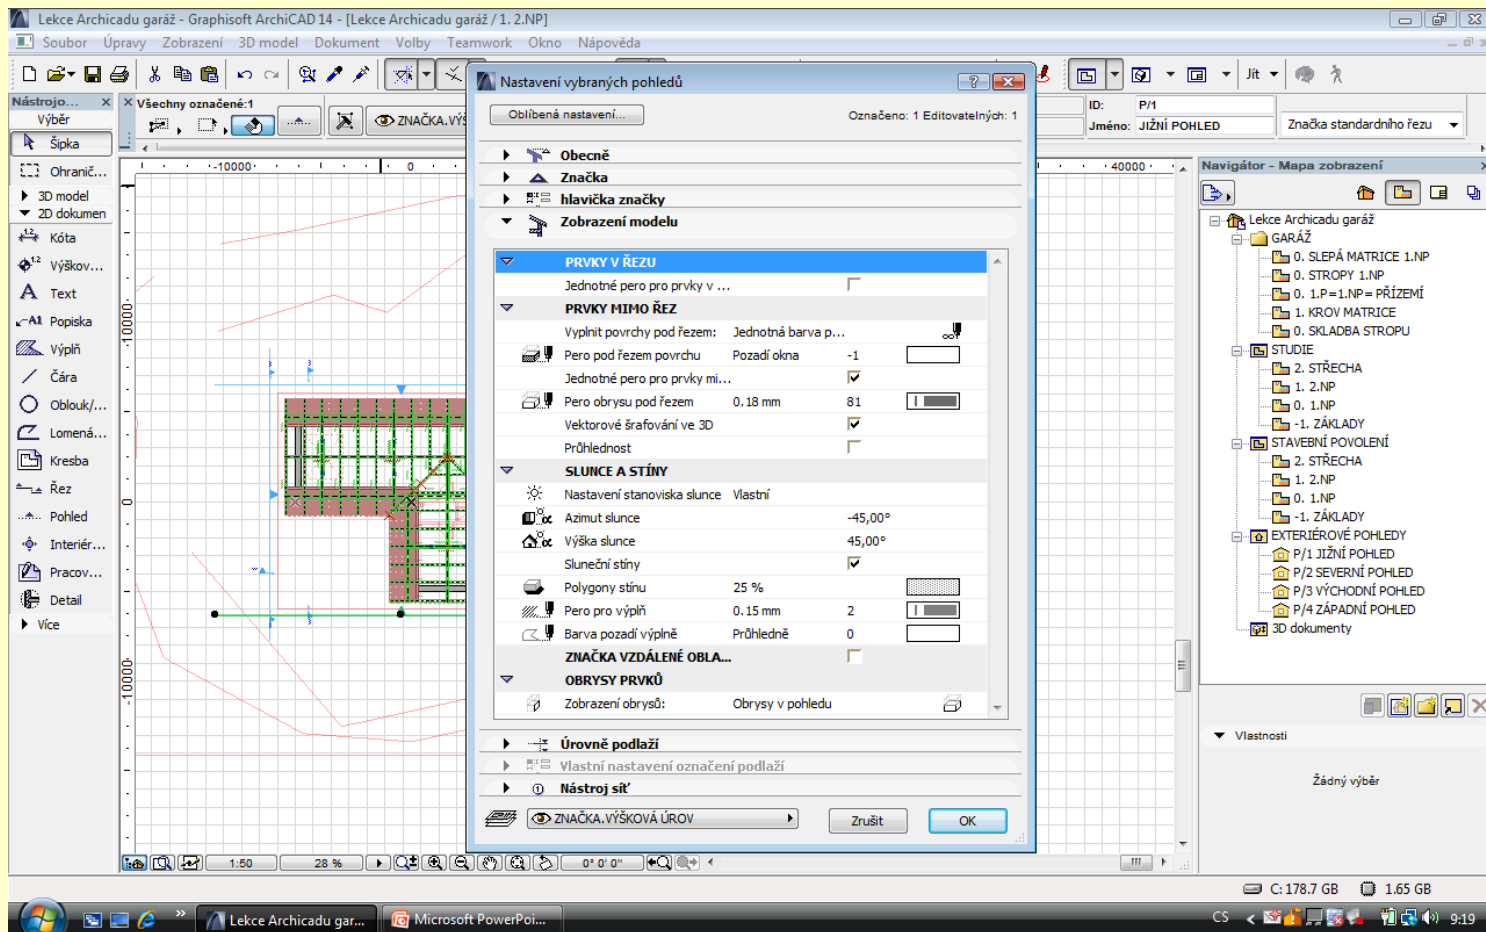 Lekce Archicadu garáž - Graphisoft ArchiCAD 14 - [Lekce Archicadu garáž / 1. 2.NP]
Soubor Úpravy Zobrazení 3D model Dokument Volby Teamwork Okno Nápověda
Jít
Nástrojo...
Výběr
Šipka
Ohranič...
3D model
2D dokumen
Kóta
Výškov...
Text
Popiska
Výplň
Čára
Oblouk/...
Lomená...
Kresba
Řez
Pohled
Interiér...
Pracov...
Detail
Více
Všechny označené:1
ZNAČKA.VÝŠ
ID: P/1
Jméno: JIŽNÍ POHLED
Značka standardního řezu
-10000
0
40000
10000
0
-10000
Nastavení vybraných pohledů
Oblíbená nastavení...
Označeno: 1 Editovatelných: 1
Obecně
Značka
hlavička značky
Zobrazení modelu
PRVKY V ŘEZU
Jednotné pero pro prvky v ...
PRVKY MIMO ŘEZ
Vyplnit povrchy pod řezem: Jednotná barva p...
Pero pod řezem povrchu Pozadí okna -1
Jednotné pero pro prvky mi...
Pero obrysu pod řezem 0.18 mm 81
Vektorové šrafování ve 3D
Průhlednost
SLUNCE A STÍNY
Nastavení stanoviska slunce Vlastní
Azimut slunce -45,00°
Výška slunce 45,00°
Sluneční stíny
Polygony stínu 25 %
Pero pro výplň 0.15 mm 2
Barva pozadí výplně Průhledně 0
ZNAČKA VZDÁLENÉ OBLA...
OBRYSY PRVKŮ
Zobrazení obrysů: Obrysy v pohledu
Úrovně podlaží
Vlastní nastavení označení podlaží
Nástroj síť
ZNAČKA.VÝŠKOVÁ ÚROV
Zrušit
OK
Navigátor - Mapa zobrazení
Lekce Archicadu garáž
GARÁŽ
0. SLEPÁ MATRICE 1.NP
0. STROPY 1.NP
0. 1.P=1.NP= PŘÍZEMÍ
1. KROV MATRICE
0. SKLADBA STROPU
STUDIE
2. STŘECHA
1. 2.NP
0. 1.NP
-1. ZÁKLADY
STAVEBNÍ POVOLENÍ
2. STŘECHA
1. 2.NP
0. 1.NP
-1. ZÁKLADY
EXTERIÉROVÉ POHLEDY
P/1 JIŽNÍ POHLED
P/2 SEVERNÍ POHLED
P/3 VÝCHODNÍ POHLED
P/4 ZÁPADNÍ POHLED
3D dokumenty
Vlastnosti
Žádný výběr
1:50
28 %
0° 0' 0"
C: 178.7 GB 1.65 GB
Lekce Archicadu gar...
Microsoft PowerPoi...
CS
9:19